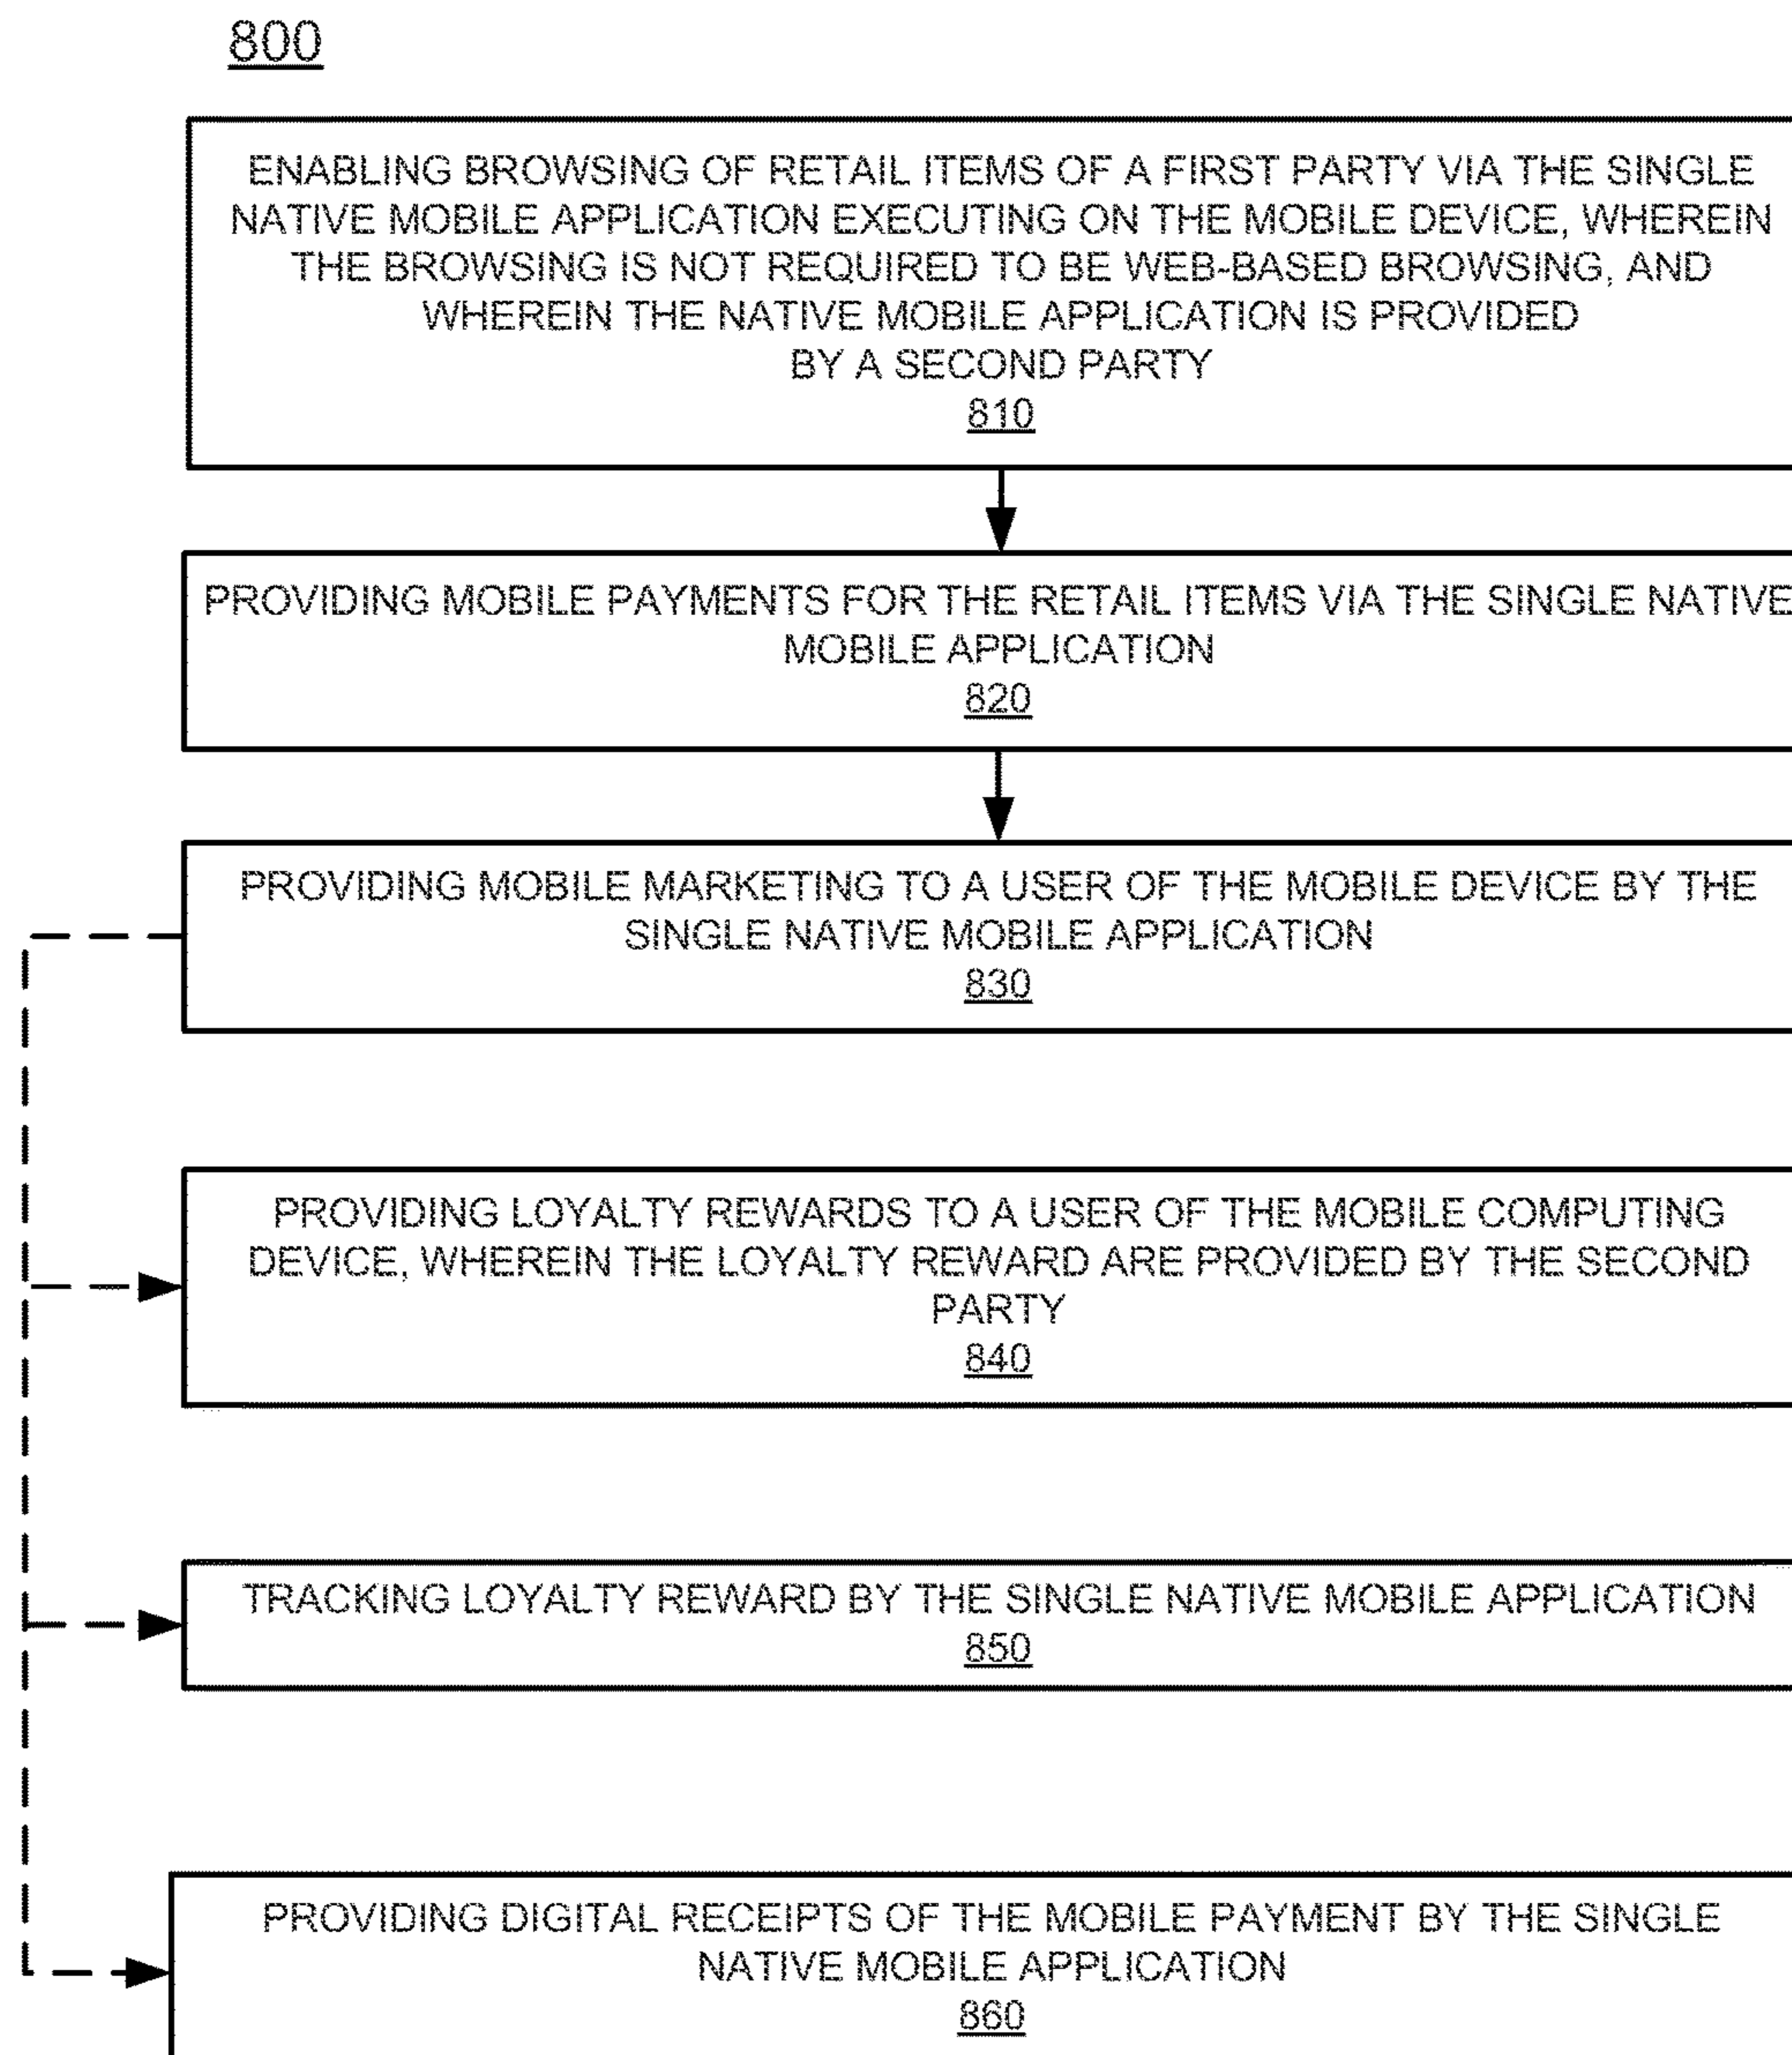 800
ENABLING BROWSING OF RETAIL ITEMS OF A FIRST PARTY VIA THE SINGLE
NATIVE MOBILE APPLICATION EXECUTING ON THE MOBILE DEVICE, WHEREIN
THE BROWSING IS NOT REQUIRED TO BE WEB-BASED BROWSING, AND
WHEREIN THE NATIVE MOBILE APPLICATION IS PROVIDED
BY A SECOND PARTY
810
PROVIDING MOBILE PAYMENTS FOR THE RETAIL ITEMS VIA THE SINGLE NATIVE
MOBILE APPLICATION
820
PROVIDING MOBILE MARKETING TO A USER OF THE MOBILE DEVICE BY THE
SINGLE NATIVE MOBILE APPLICATION
830
PROVIDING LOYALTY REWARDS TO A USER OF THE MOBILE COMPUTING
DEVICE, WHEREIN THE LOYALTY REWARD ARE PROVIDED BY THE SECOND
PARTY
840
TRACKING LOYALTY REWARD BY THE SINGLE NATIVE MOBILE APPLICATION
850
PROVIDING DIGITAL RECEIPTS OF THE MOBILE PAYMENT BY THE SINGLE
NATIVE MOBILE APPLICATION
860